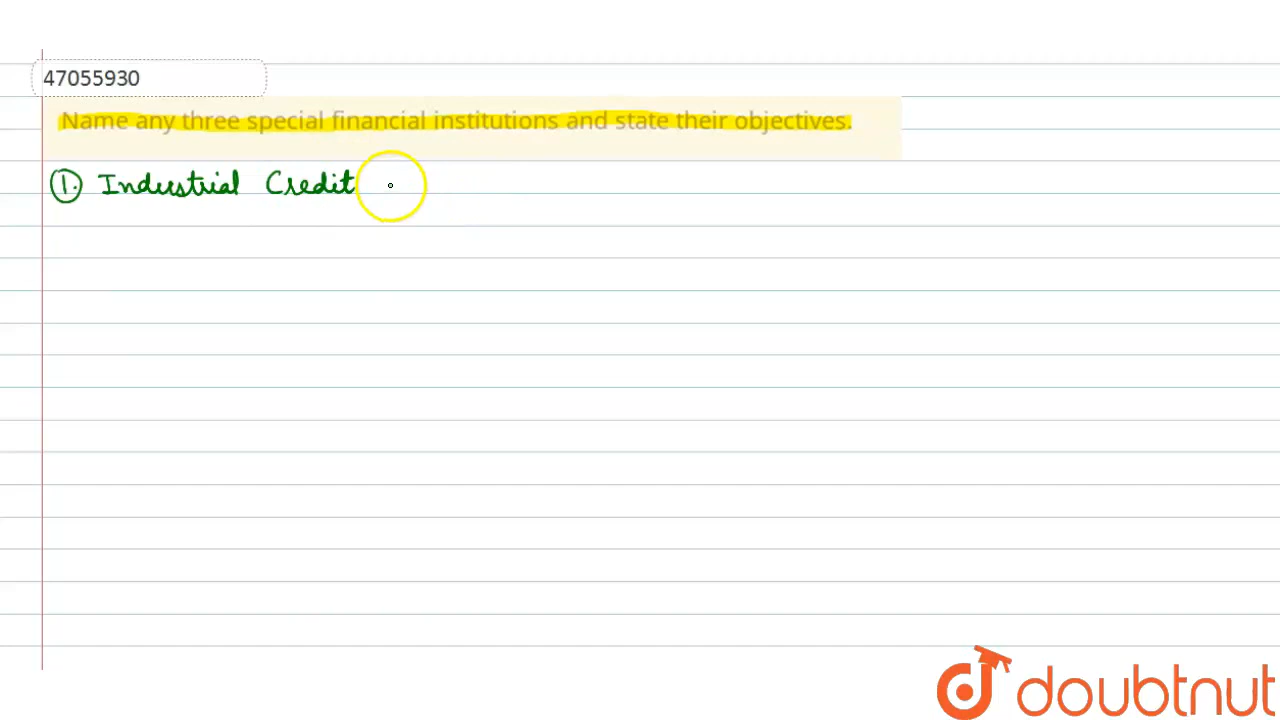 47055930
Name any three special financial institutions and state their objectives.
1. Industrial Credit
doubtnut